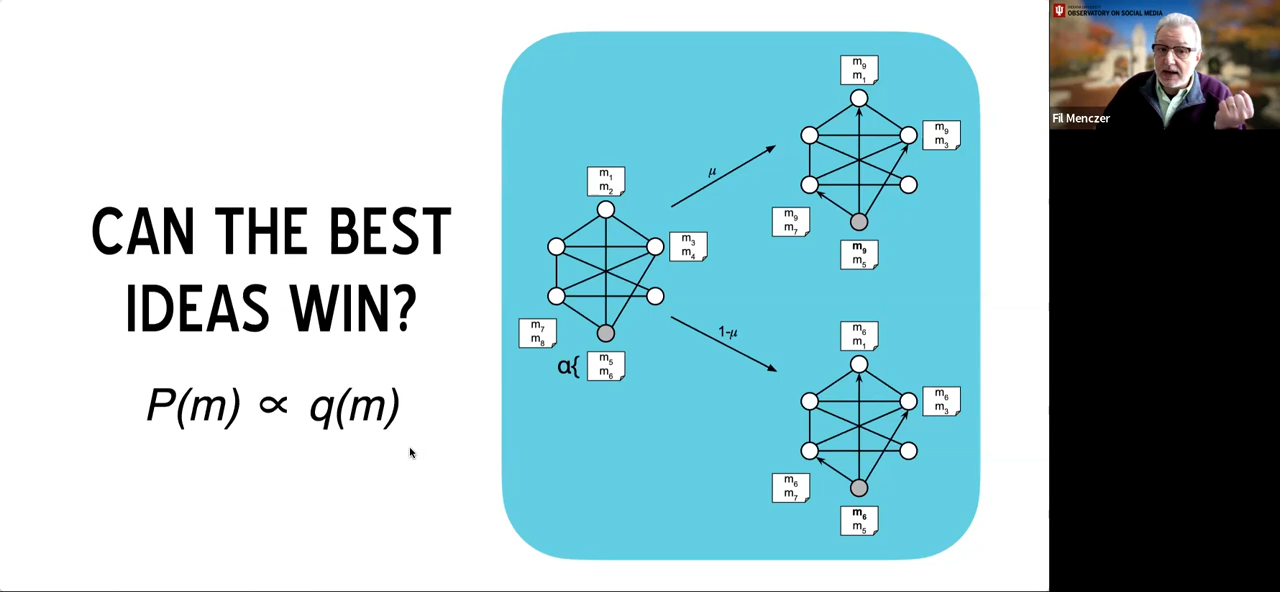 CAN THE BEST
IDEAS WIN?
P(m) ∝ q(m)
m1
m2
m3
m4
m7
m8
α{
m5
m6
μ
1-μ
m9
m1
m9
m3
m9
m7
m9
m5
m6
m1
m6
m3
m6
m7
m6
m5
OBSERVATORY ON SOCIAL MEDIA
Fil Menczer